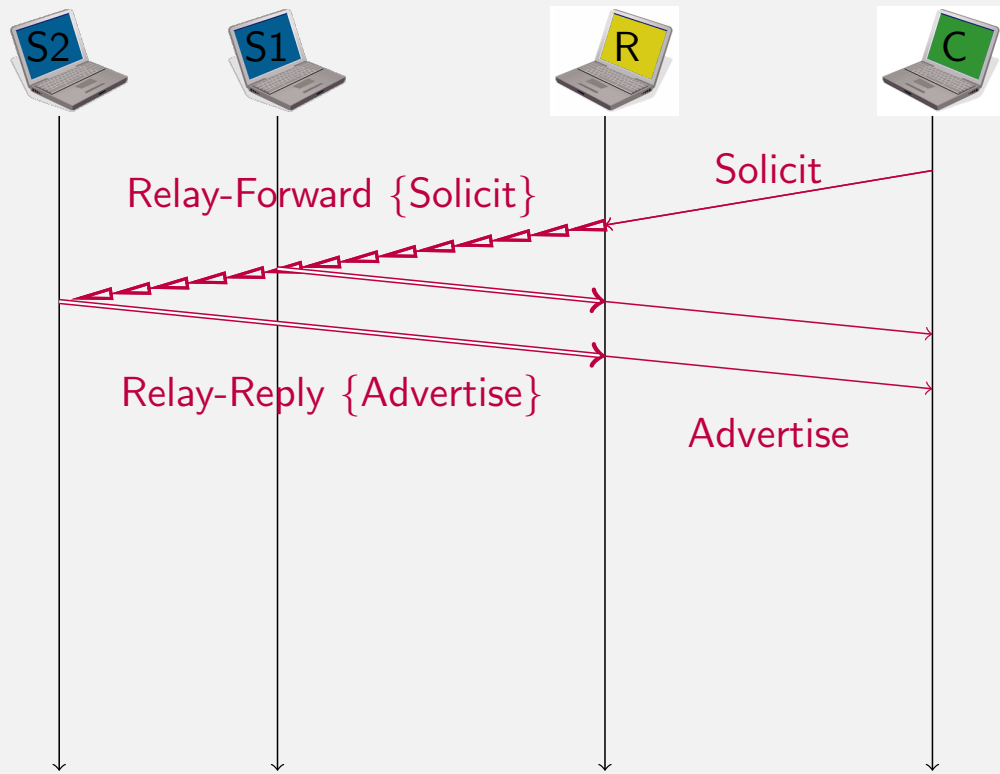 S2
S1
R
C
Solicit
Relay-Forward {Solicit}
Relay-Reply {Advertise}
Advertise